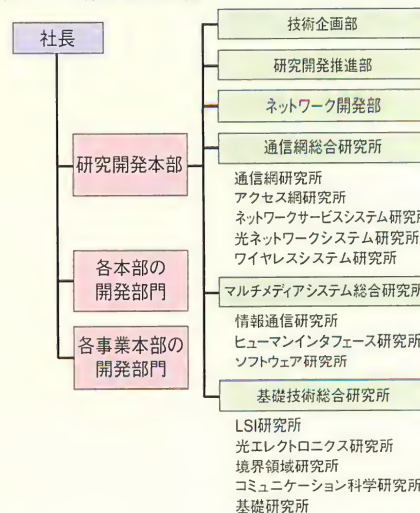 社長
研究開発本部
各本部の
開発部門
各事業本部の
開発部門
技術企画部
研究開発推進部
ネットワーク開発部
通信網総合研究所
通信網研究所
アクセス網研究所
ネットワークサービスシステム研究所
光ネットワークシステム研究所
ワイヤレスシステム研究所
マルチメディアシステム総合研究所
情報通信研究所
ヒューマンインタフェース研究所
ソフトウェア研究所
基礎技術総合研究所
LSI研究所
光エレクトロニクス研究所
境界領域研究所
コミュニケーション科学研究所
基礎研究所